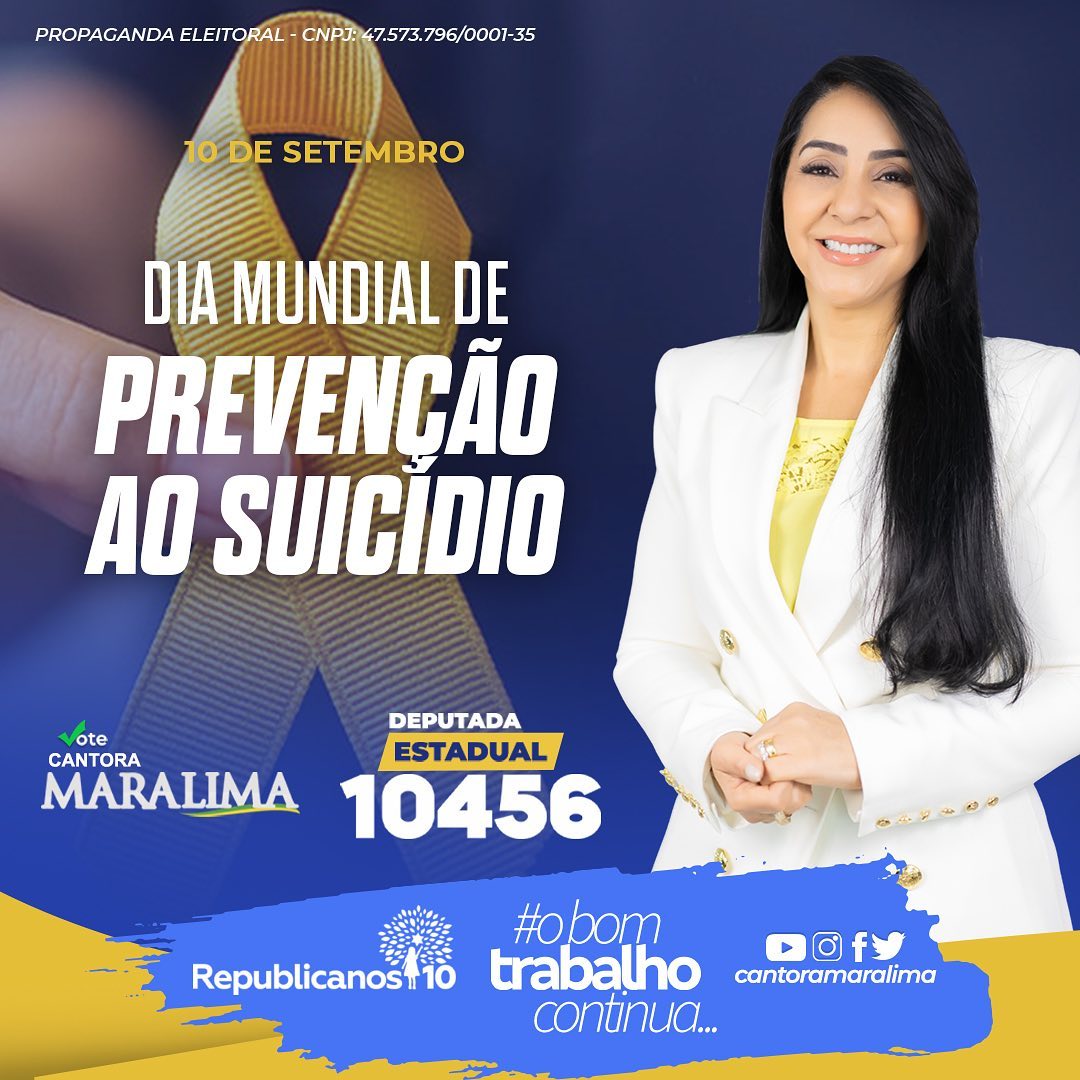 PROPAGANDA ELEITORAL - CNPJ: 47.573.796/0001-35
10 DE SETEMBRO
DIA MUNDIAL DE
PREVENÇÃO
AO SUICÍDIO
Vote
CANTORA
MARALIMA
DEPUTADA
ESTADUAL
10456
Republicanos 10
#o bom
trabalho
continua...
cantoramaralima